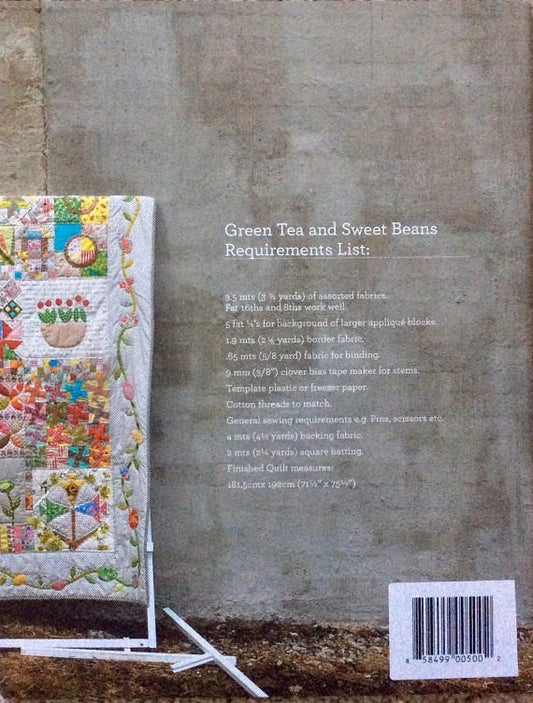 Green Tea and Sweet Beans
Requirements List:
3.5 mts (3 ¾ yards) of assorted fabrics.
Fat 16ths and 8ths work well.
5 fat ¼'s for background of larger appliqué blocks.
1.9 mts (2 ⅛ yards) border fabric.
.65 mts (5/8 yard) fabric for binding.
9 mm (3/8") clover bias tape maker for stems.
Template plastic or freezer paper.
Cotton threads to match.
General sewing requirements e.g. Pins, scissors etc.
4 mts (4½ yards) backing fabric.
2 mts (2¼ yards) square batting.
Finished Quilt measures:
181.5cmx 192cm (71½" x 75½")
8 58499 00500 2